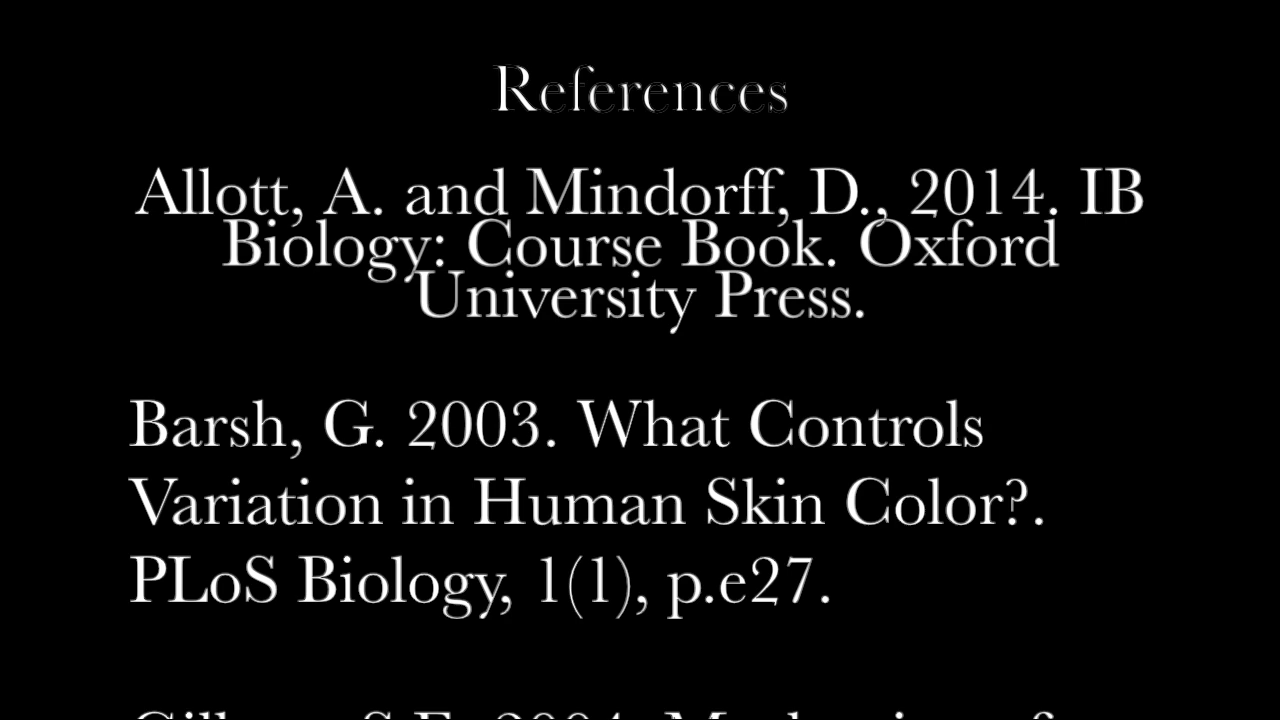 References
Allott, A. and Mindorff, D., 2014. IB
Biology: Course Book. Oxford
University Press.
Barsh, G. 2003. What Controls
Variation in Human Skin Color?.
PLoS Biology, 1(1), p.e27.